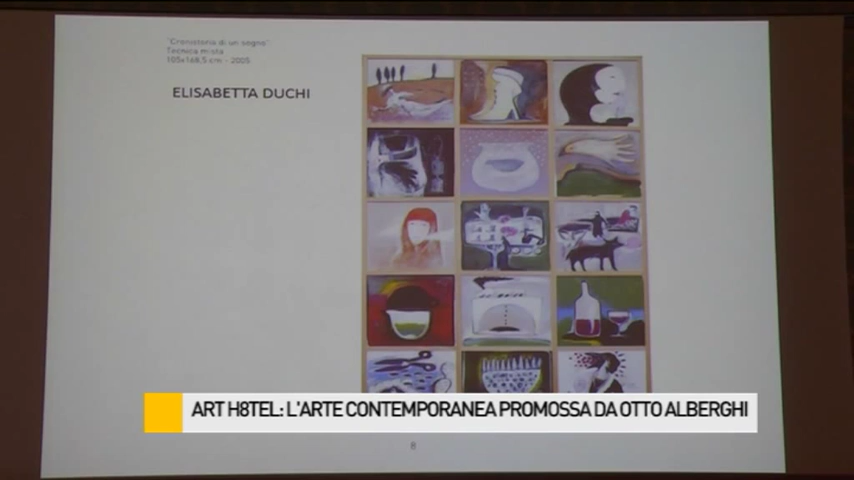 "Cronistoria di un sogno"
Tecnica mista
105x168,5 cm - 2005
ELISABETTA DUCHI
ART H8TEL: L'ARTE CONTEMPORANEA PROMOSSA DA OTTO ALBERGHI
8